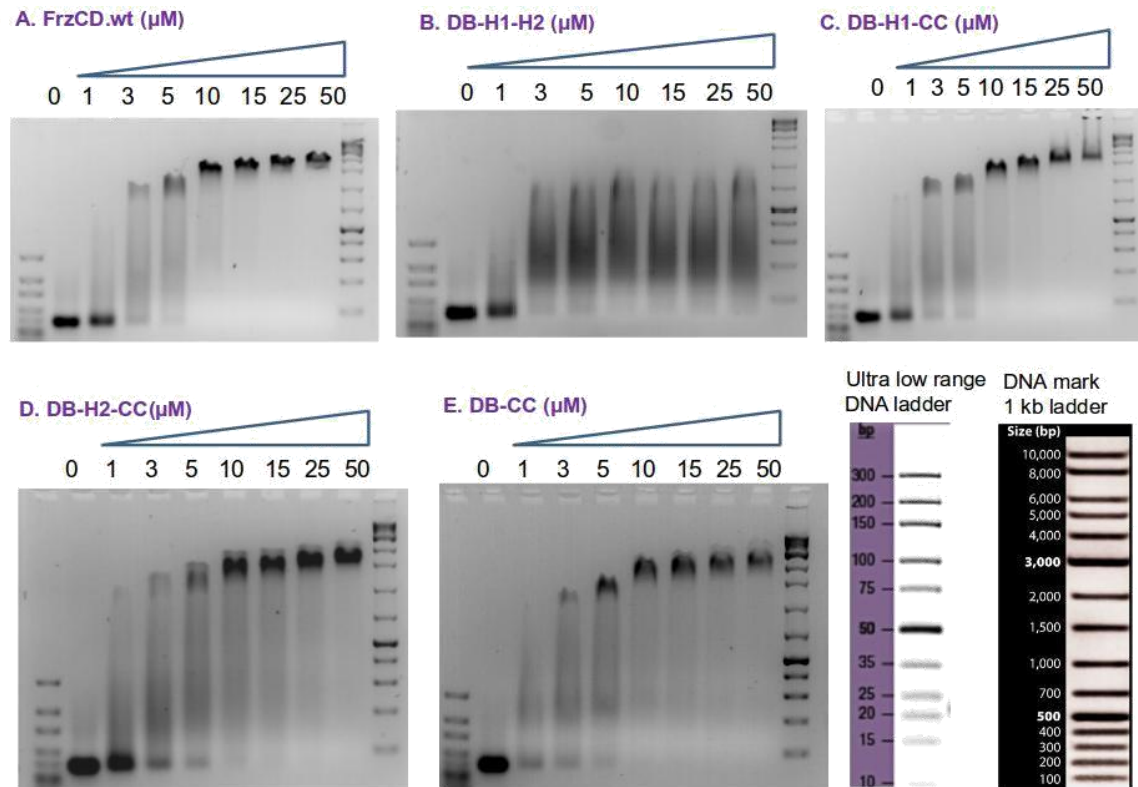 A. FrzCD.wt (µM)
0 1 3 5 10 15 25 50
B. DB-H1-H2 (µM)
0 1 3 5 10 15 25 50
C. DB-H1-CC (µM)
0 1 3 5 10 15 25 50
D. DB-H2-CC(µM)
0 1 3 5 10 15 25 50
E. DB-CC (µM)
0 1 3 5 10 15 25 50
Ultra low range
DNA ladder
bp
300
200
150
100
75
50
35
25
20
15
10
DNA mark
1 kb ladder
Size (bp)
10,000
8,000
6,000
5,000
4,000
3,000
2,000
1,500
1,000
700
500
400
300
200
100